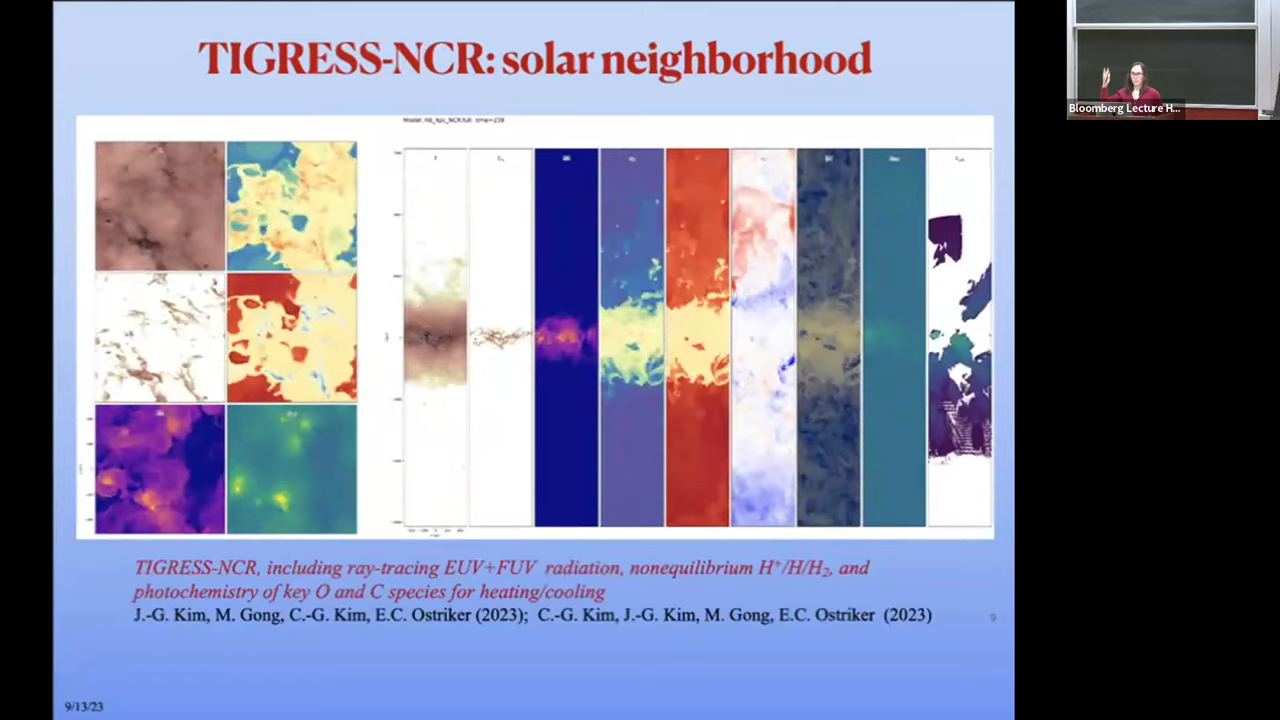 TIGRESS-NCR: solar neighborhood
Bloomberg Lecture H...
TIGRESS-NCR, including ray-tracing EUV+FUV radiation, nonequilibrium H⁺/H/H₂, and
photochemistry of key O and C species for heating/cooling
J.-G. Kim, M. Gong, C.-G. Kim, E.C. Ostriker (2023); C.-G. Kim, J.-G. Kim, M. Gong, E.C. Ostriker (2023)
9
9/13/23